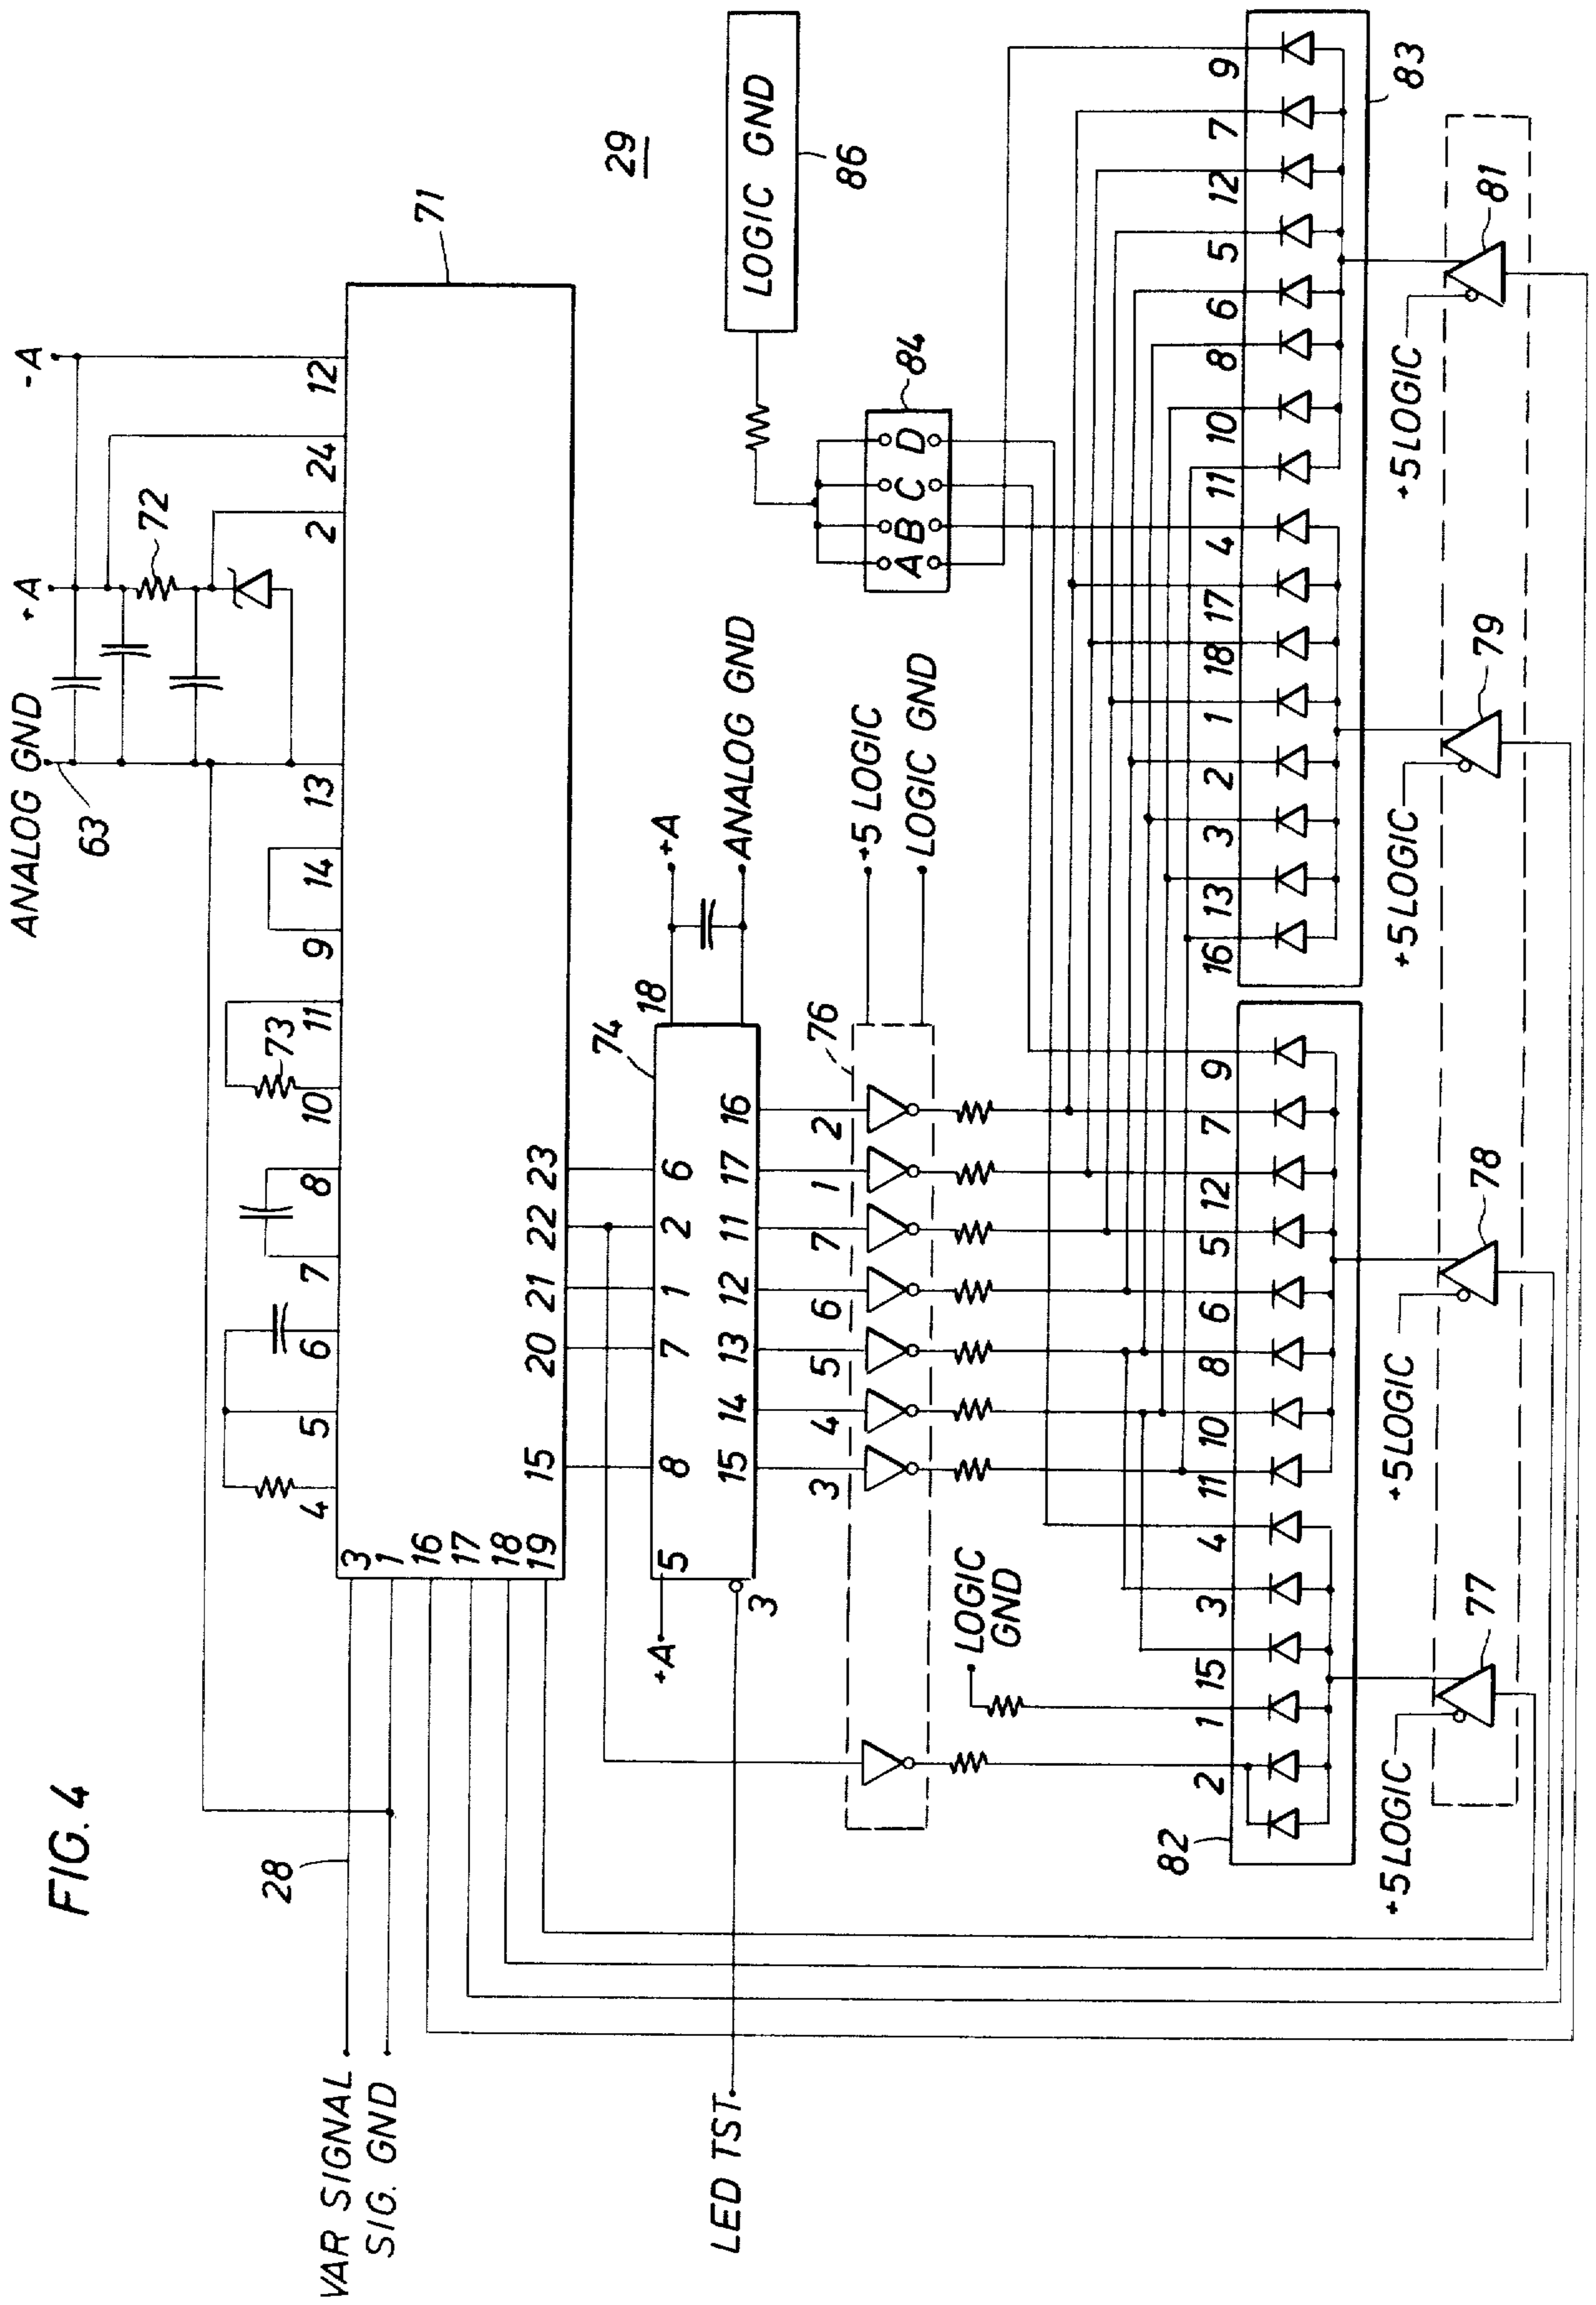 FIG. 4
ANALOG GND
+A
-A
63
72
71
29
28
VAR SIGNAL
SIG. GND
4 5 6 7 8 10 11 9 14 13 2 24 12
73
3
1
16
17
18
19
15 20 21 22 23
74
18
+A
ANALOG GND
+A
5
8 7 1 2 6
15 14 13 12 11 17 16
3
LED TST
76
+5 LOGIC
LOGIC GND
3 4 5 6 7 1 2
LOGIC GND
86
84
A B C D
LOGIC
GND
82
2 1 15 3 4 11 10 8 6 5 12 7 9
83
16 13 3 2 1 18 17 4 11 10 8 6 5 12 7 9
+5 LOGIC
77
+5 LOGIC
78
+5 LOGIC
79
+5 LOGIC
81